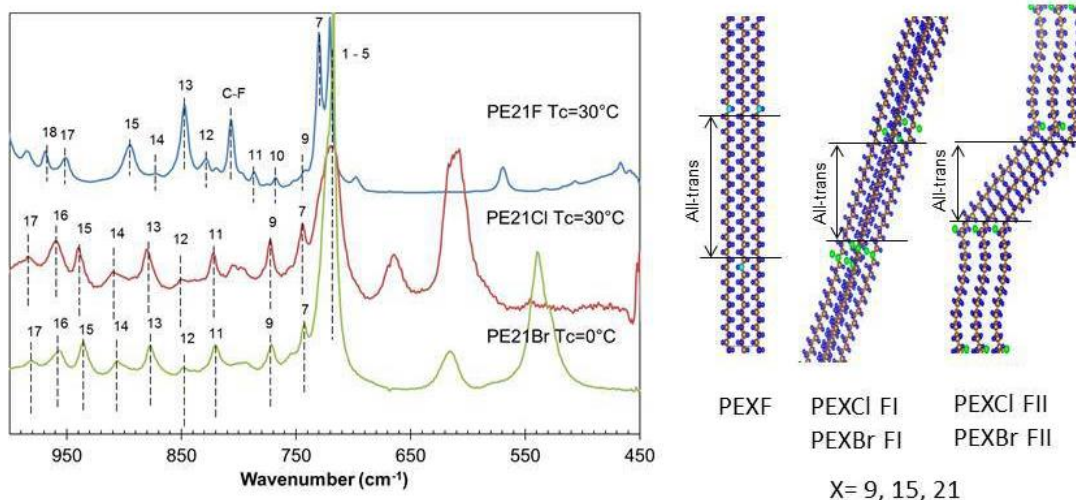 7
1 - 5
13
C-F
PE21F Tc=30°C
15
18
17
14
12
11
10
9
PE21Cl Tc=30°C
17
16
15
14
13
12
11
9
7
PE21Br Tc=0°C
17
16
15
14
13
12
11
9
7
950
850
750
650
550
450
Wavenumber (cm⁻¹)
All-trans
All-trans
All-trans
PEXF
PEXCl FI
PEXBr FI
PEXCl FII
PEXBr FII
X= 9, 15, 21